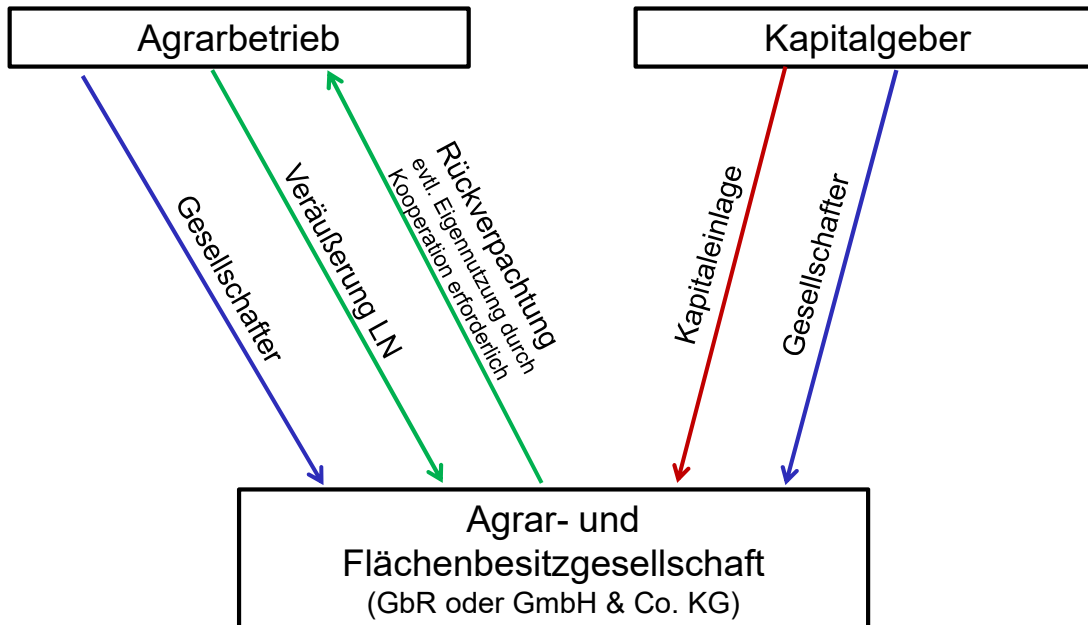 Agrarbetrieb
Kapitalgeber
Gesellschafter
Veräußerung LN
Rückverpachtung
evtl. Eigennutzung durch
Kooperation erforderlich
Kapitaleinlage
Gesellschafter
Agrar- und
Flächenbesitzgesellschaft
(GbR oder GmbH & Co. KG)